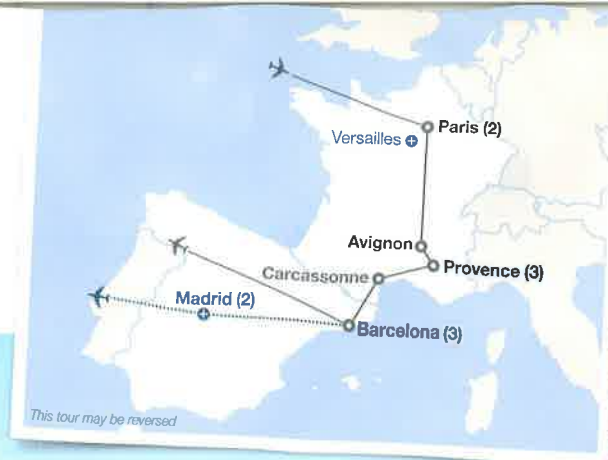 Paris (2)
Versailles
Avignon
Provence (3)
Carcassonne
Madrid (2)
Barcelona (3)
This tour may be reversed